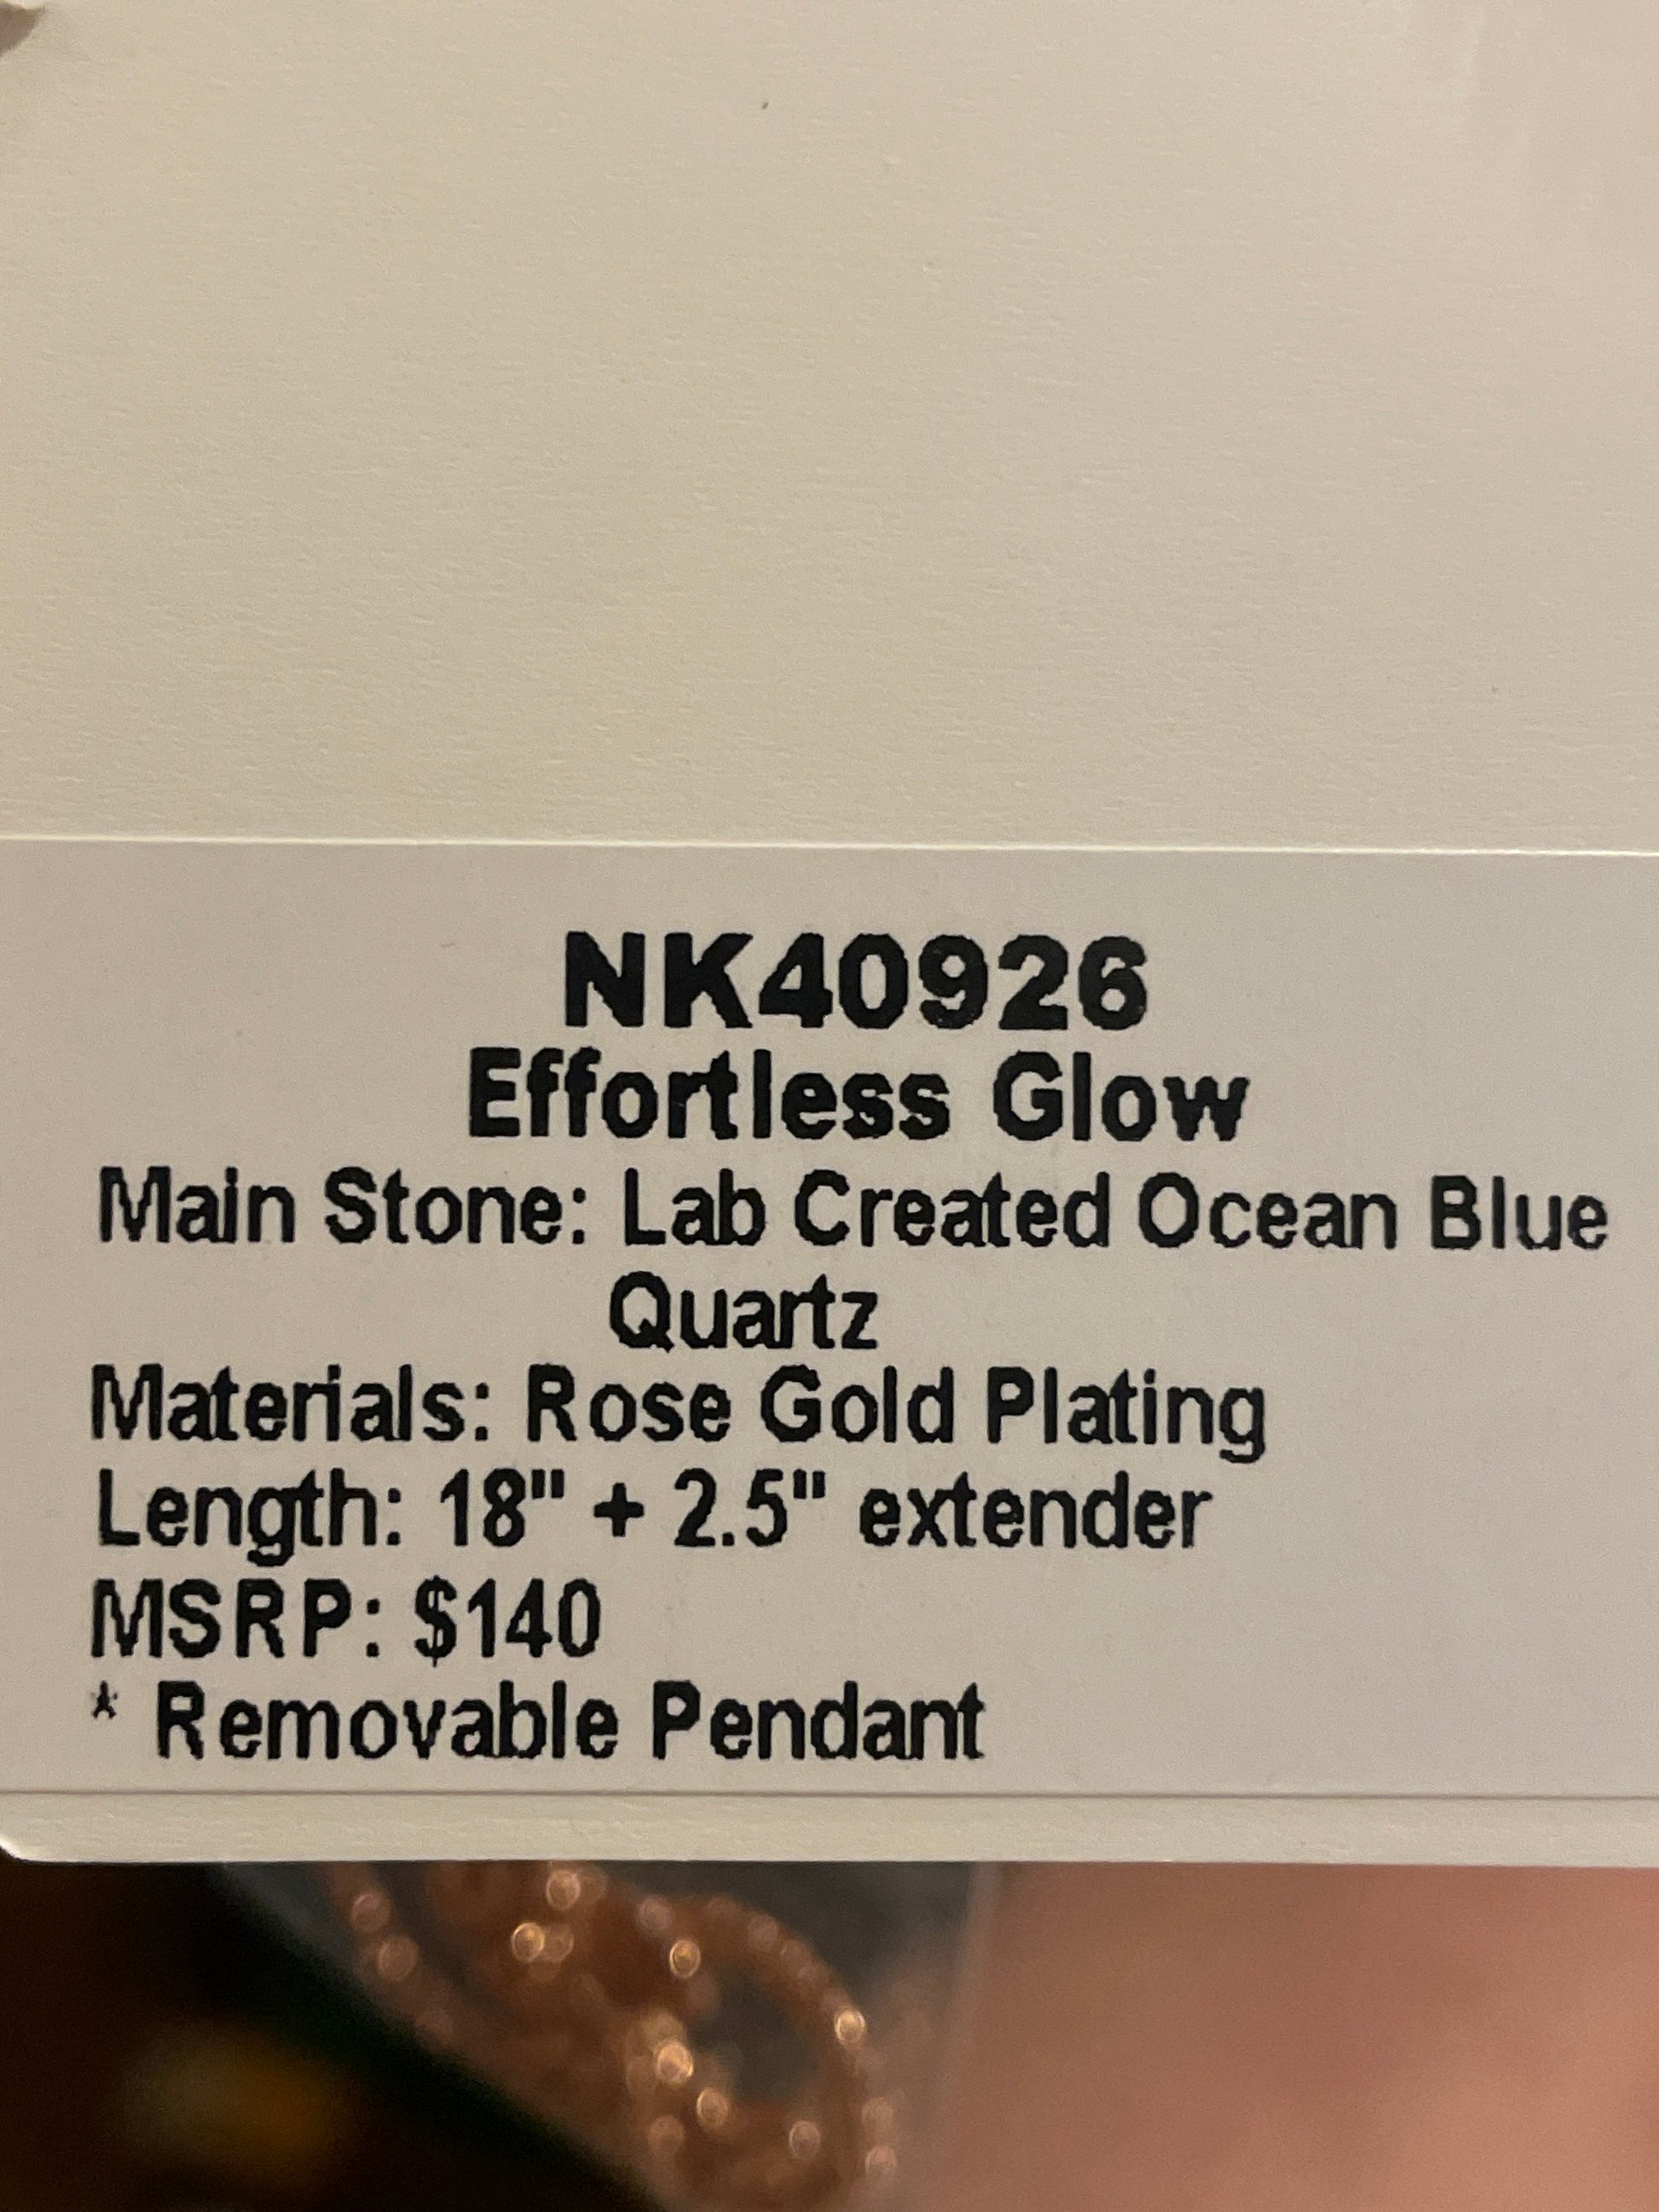 NK40926
Effortless Glow
Main Stone: Lab Created Ocean Blue
Quartz
Materials: Rose Gold Plating
Length: 18" + 2.5" extender
MSRP: $140
* Removable Pendant